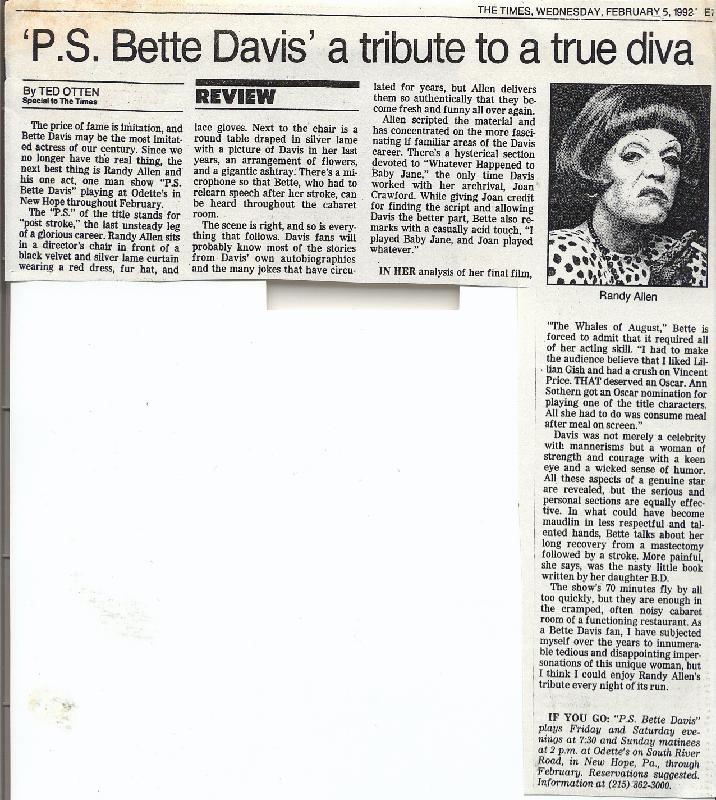 THE TIMES, WEDNESDAY, FEBRUARY 5, 1992
'P.S. Bette Davis' a tribute to a true diva
By TED OTTEN
Special to The Times
REVIEW
The price of fame is imitation, and
Bette Davis may be the most imitat-
ed actress of our century. Since we
no longer have the real thing, the
next best thing is Randy Allen and
his one act, one man show "P.S.
Bette Davis" playing at Odette's in
New Hope throughout February.
The "P.S." of the title stands for
"post stroke," the last unsteady leg
of a glorious career. Randy Allen sits
in a director's chair in front of a
black velvet and silver lame curtain
wearing a red dress, fur hat, and
lace gloves. Next to the chair is a
round table draped in silver lame
with a picture of Davis in her last
years, an arrangement of flowers,
and a gigantic ashtray. There's a mi-
crophone so that Bette, who had to
relearn speech after her stroke, can
be heard throughout the cabaret
room.
The scene is right, and so is every-
thing that follows. Davis fans will
probably know most of the stories
from Davis' own autobiographies
and the many jokes that have circu-
lated for years, but Allen delivers
them so authentically that they be-
come fresh and funny all over again.
Allen scripted the material and
has concentrated on the more fasci-
nating if familiar areas of the Davis
career. There's a hysterical section
devoted to "Whatever Happened to
Baby Jane," the only time Davis
worked with her archrival, Joan
Crawford. While giving Joan credit
for finding the script and allowing
Davis the better part, Bette also re-
marks with a casually acid touch, "I
played Baby Jane, and Joan played
whatever."
IN HER analysis of her final film,
Randy Allen
"The Whales of August," Bette is
forced to admit that it required all
of her acting skill. "I had to make
the audience believe that I liked Lil-
lian Gish and had a crush on Vincent
Price. THAT deserved an Oscar. Ann
Sothern got an Oscar nomination for
playing one of the title characters.
All she had to do was consume meal
after meal on screen."
Davis was not merely a celebrity
with mannerisms but a woman of
strength and courage with a keen
eye and a wicked sense of humor.
All these aspects of a genuine star
are revealed, but the serious and
personal sections are equally effec-
tive. In what could have become
maudlin in less respectful and tal-
ented hands, Bette talks about her
long recovery from a mastectomy
followed by a stroke. More painful,
she says, was the nasty little book
written by her daughter B.D.
The show's 70 minutes fly by all
too quickly, but they are enough in
the cramped, often noisy cabaret
room of a functioning restaurant. As
a Bette Davis fan, I have subjected
myself over the years to innumera-
ble tedious and disappointing imper-
sonations of this unique woman, but
I think I could enjoy Randy Allen's
tribute every night of its run.
IF YOU GO: "P.S. Bette Davis"
plays Friday and Saturday eve-
nings at 7:30 and Sunday matinees
at 2 p.m. at Odette's on South River
Road, in New Hope, Pa., through
February. Reservations suggested.
Information at (215) 862-3000.